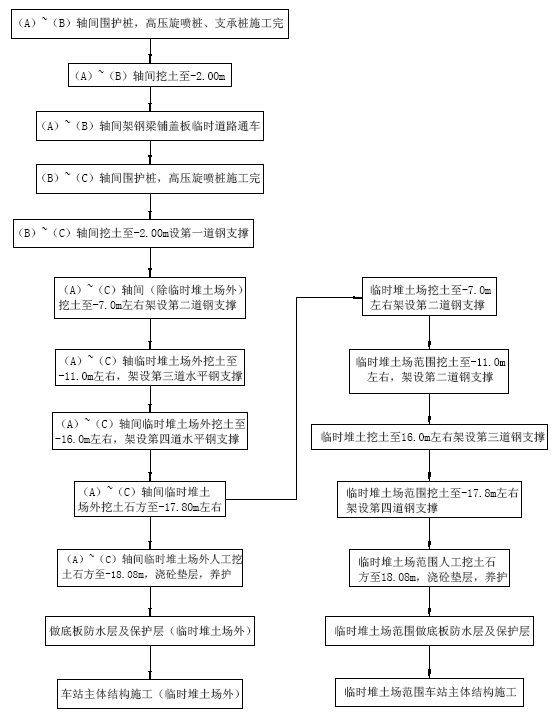 (A)~(B)轴间围护桩，高压旋喷桩、支承桩施工完
(A)~(B)轴间挖土至-2.00m
(A)~(B)轴间架钢梁铺盖板临时道路通车
(B)~(C)轴间围护桩，高压旋喷桩施工完
(B)~(C)轴间挖土至-2.00m设第一道钢支撑
(A)~(C)轴间（除临时堆土场外）
挖土至-7.0m左右架设第二道钢支撑
(A)~(C)轴临时堆土场外挖土至
-11.0m左右，架设第三道水平钢支撑
(A)~(C)轴间临时堆土场外挖土至
-16.0m左右，架设第四道水平钢支撑
(A)~(C)轴间临时堆土
场外挖土石方至-17.80m左右
(A)~(C)轴间临时堆土场外人工挖
土石方至-18.08m，浇砼垫层，养护
做底板防水层及保护层（临时堆土场外）
车站主体结构施工（临时堆土场外）
临时堆土场挖土至-7.0m
左右架设第二道钢支撑
临时堆土场范围挖土至-11.0m
左右，架设第二道钢支撑
临时堆土挖土至16.0m左右架设第三道钢支撑
临时堆土场范围挖土至-17.8m左右
架设第四道钢支撑
临时堆土场范围人工挖土石
方至18.08m，浇砼垫层，养护
临时堆土场范围做底板防水层及保护层
临时堆土场范围车站主体结构施工